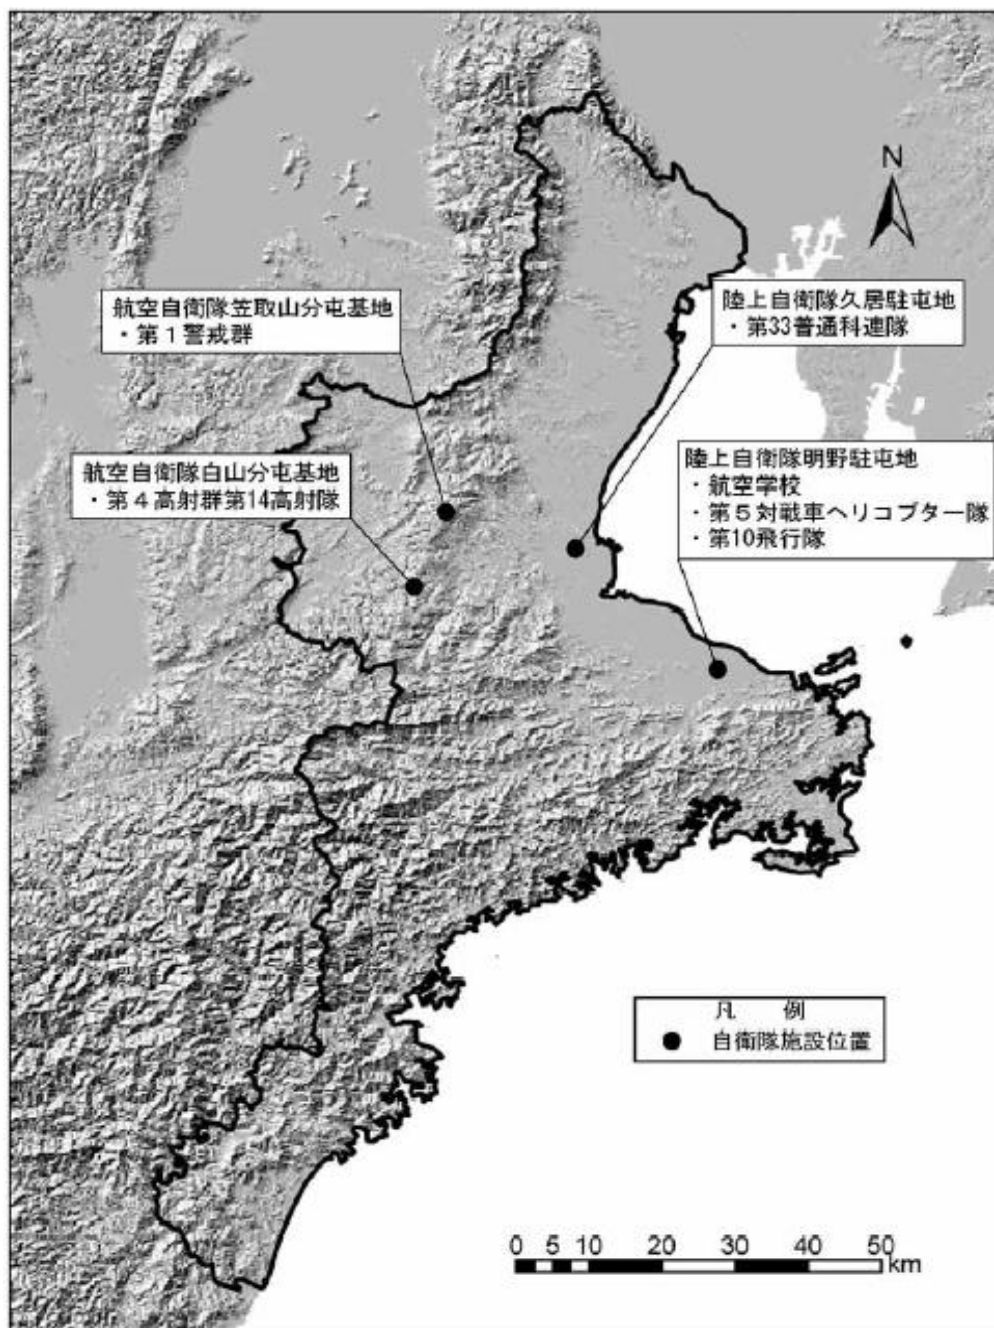 N
航空自衛隊笠取山分屯基地
・第１警戒群
陸上自衛隊久居駐屯地
・第33普通科連隊
航空自衛隊白山分屯基地
・第４高射群第14高射隊
陸上自衛隊明野駐屯地
・航空学校
・第５対戦車ヘリコプター隊
・第10飛行隊
凡　例
自衛隊施設位置
0 5 10 20 30 40 50
km